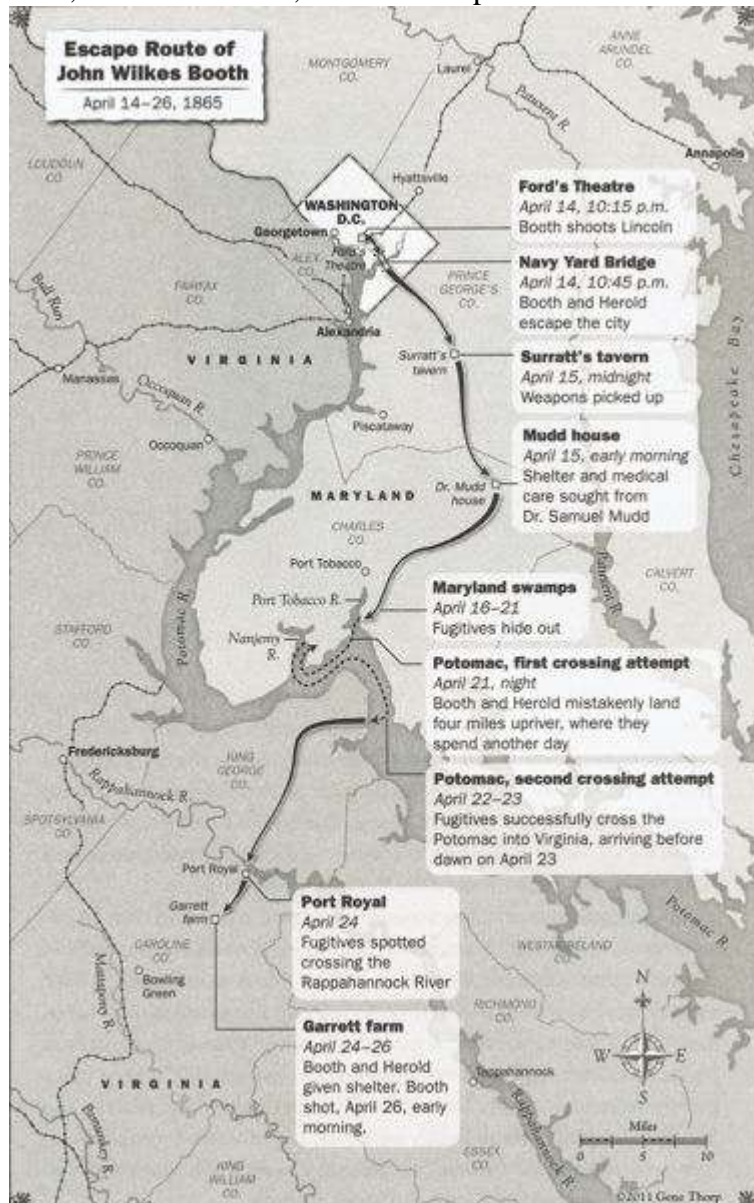 Escape Route of
John Wilkes Booth
April 14–26, 1865
MONTGOMERY
CO.
Laurel
ANNE
ARUNDEL
CO.
Patuxent R.
Annapolis
LOUDOUN
CO.
Hyattsville
WASHINGTON
D.C.
Georgetown
Ford's
Theatre
ALEX.
CO.
FAIRFAX
CO.
PRINCE
GEORGE'S
CO.
Ford's Theatre
April 14, 10:15 p.m.
Booth shoots Lincoln
Navy Yard Bridge
April 14, 10:45 p.m.
Booth and Herold
escape the city
Bull Run
Alexandria
VIRGINIA
Manassas
Occoquan R.
Surratt's
tavern
Surratt's tavern
April 15, midnight
Weapons picked up
Chesapeake Bay
Piscataway
Occoquan
PRINCE
WILLIAM
CO.
Mudd house
April 15, early morning
Shelter and medical
care sought from
Dr. Samuel Mudd
Dr. Mudd
house
MARYLAND
CHARLES
CO.
Port Tobacco
Port Tobacco R.
Patuxent R.
CALVERT
CO.
Potomac R.
STAFFORD
CO.
Nanjemy
R.
Maryland swamps
April 16–21
Fugitives hide out
Potomac, first crossing attempt
April 21, night
Booth and Herold mistakenly land
four miles upriver, where they
spend another day
Fredericksburg
Rappahannock R.
KING
GEORGE
CO.
SPOTSYLVANIA
CO.
Potomac, second crossing attempt
April 22–23
Fugitives successfully cross the
Potomac into Virginia, arriving before
dawn on April 23
Port Royal
Garrett
farm
Port Royal
April 24
Fugitives spotted
crossing the
Rappahannock River
Potomac R.
CAROLINE
CO.
Bowling
Green
Mattapony R.
WESTMORELAND
CO.
RICHMOND
CO.
Garrett farm
April 24–26
Booth and Herold
given shelter. Booth
shot, April 26, early
morning.
N
W E
S
Tappahannock
Rappahannock R.
VIRGINIA
Pamunkey R.
KING
WILLIAM
CO.
ESSEX
CO.
Miles
0 5 10
©2011 Gene Thorp